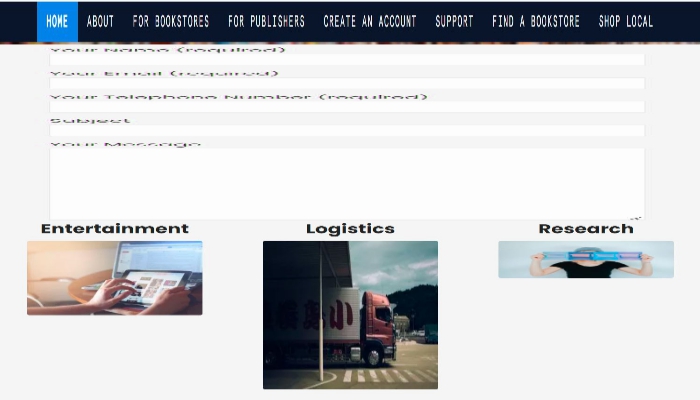 HOME ABOUT FOR BOOKSTORES FOR PUBLISHERS CREATE AN ACCOUNT SUPPORT FIND A BOOKSTORE SHOP LOCAL
Your Name (required)
Your Email (required)
Your Telephone Number (required)
Subject
Your Message
Entertainment Logistics Research